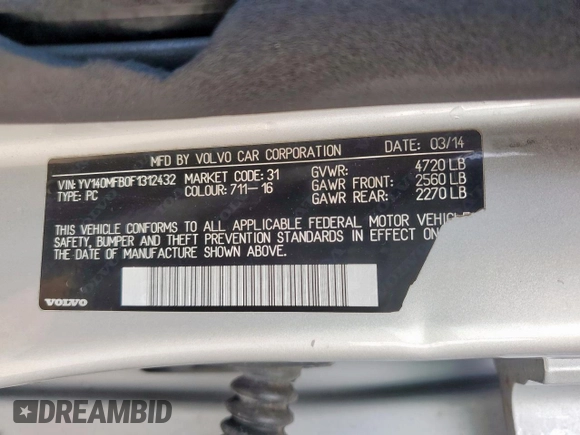 MFD BY VOLVO CAR CORPORATION DATE: 03/14
VIN: YV140MFB0F1312432 MARKET CODE: 31 GVWR: 4720 LB
TYPE: PC COLOUR: 711-16 GAWR FRONT: 2560 LB
GAWR REAR: 2270 LB
THIS VEHICLE CONFORMS TO ALL APPLICABLE FEDERAL MOTOR VEHICLE
SAFETY, BUMPER AND THEFT PREVENTION STANDARDS IN EFFECT ON
THE DATE OF MANUFACTURE SHOWN ABOVE.
VOLVO
DREAMBID